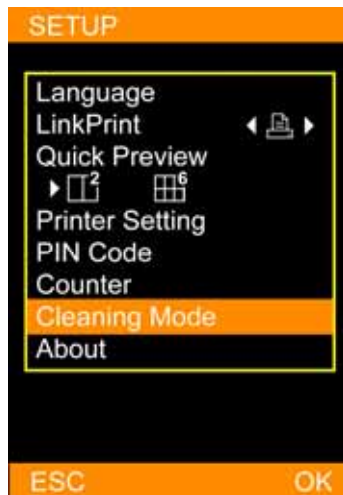 SETUP
Language
LinkPrint
Quick Preview
2 6
Printer Setting
PIN Code
Counter
Cleaning Mode
About
ESC OK